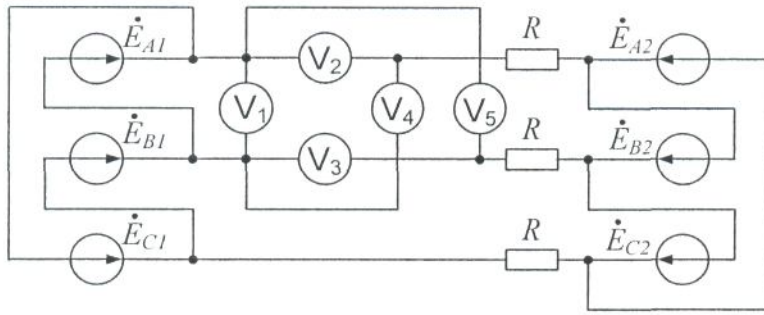 Ė_A1 V_2 R Ė_A2
V_1 V_4 V_5
Ė_B1 V_3 R Ė_B2
Ė_C1 R Ė_C2